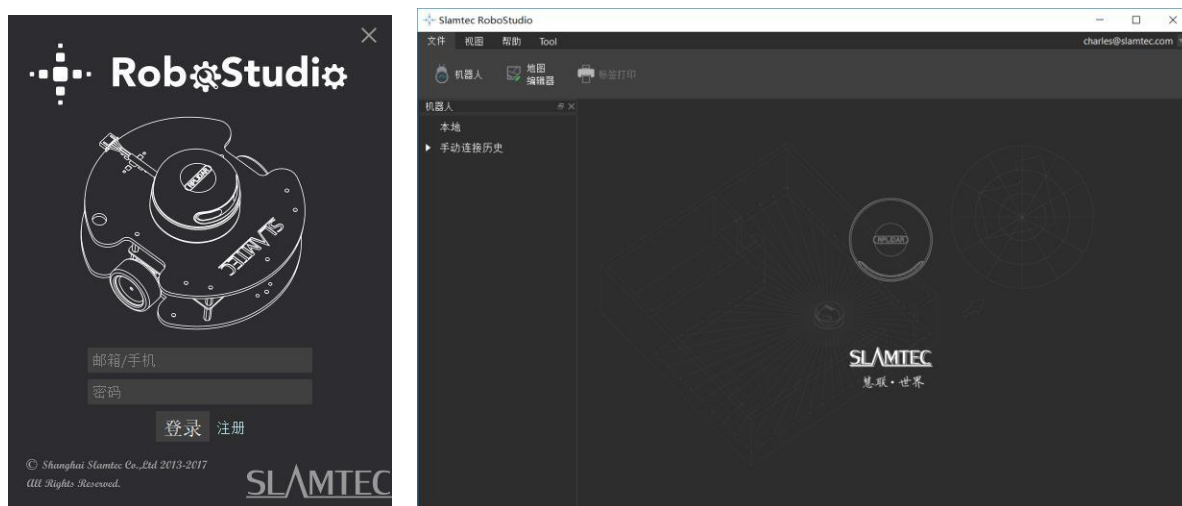 RoboStudio
RPLIDAR
SLAMTEC
邮箱/手机
密码
登录 注册
© Shanghai Slamtec Co.,Ltd 2013-2017
All Rights Reserved.
SLAMTEC
Slamtec RoboStudio
文件 视图 帮助 Tool
charles@slamtec.com
机器人
地图
编辑器
标签打印
机器人
本地
手动连接历史
RPLIDAR
SLAMTEC
慧联·世界